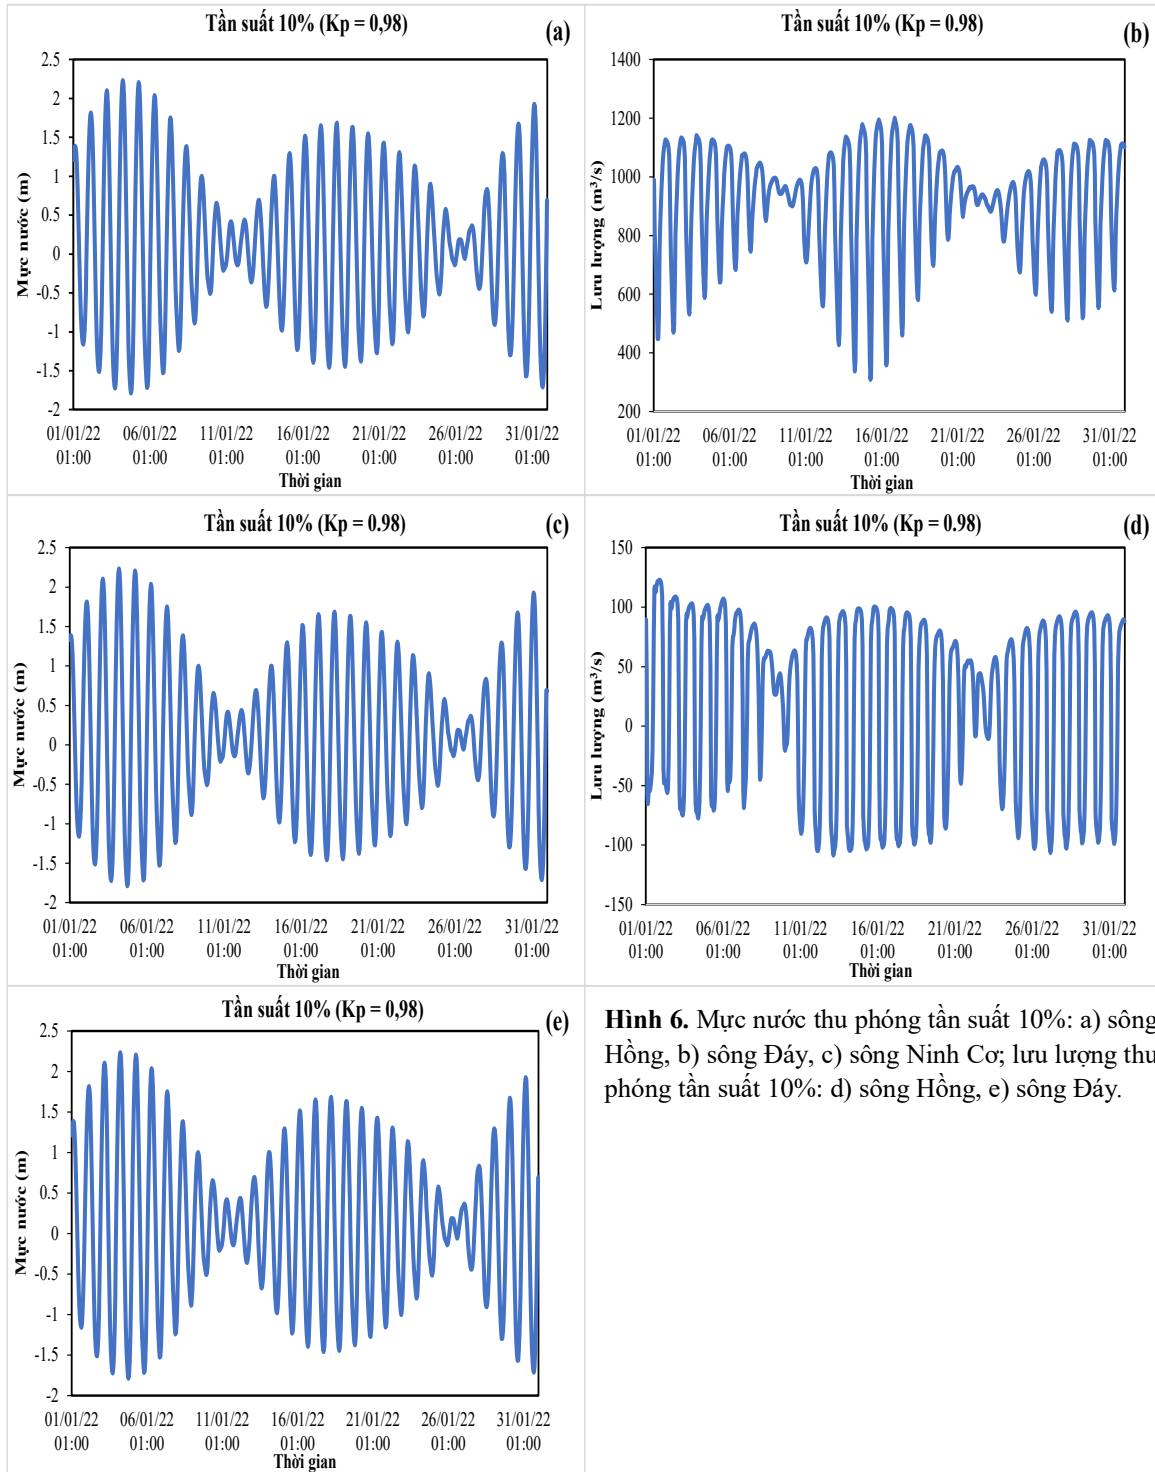 Tần suất 10% (Kp = 0,98)
(a)
Mực nước (m)
2.5
2
1.5
1
0.5
0
-0.5
-1
-1.5
-2
01/01/22 06/01/22 11/01/22 16/01/22 21/01/22 26/01/22 31/01/22
01:00 01:00 01:00 01:00 01:00 01:00 01:00
Thời gian
Tần suất 10% (Kp = 0.98)
(b)
Lưu lượng (m³/s)
1400
1200
1000
800
600
400
200
01/01/22 06/01/22 11/01/22 16/01/22 21/01/22 26/01/22 31/01/22
01:00 01:00 01:00 01:00 01:00 01:00 01:00
Thời gian
Tần suất 10% (Kp = 0.98)
(c)
Mực nước (m)
2.5
2
1.5
1
0.5
0
-0.5
-1
-1.5
-2
01/01/22 06/01/22 11/01/22 16/01/22 21/01/22 26/01/22 31/01/22
01:00 01:00 01:00 01:00 01:00 01:00 01:00
Thời gian
Tần suất 10% (Kp = 0.98)
(d)
Lưu lượng (m³/s)
150
100
50
0
-50
-100
-150
01/01/22 06/01/22 11/01/22 16/01/22 21/01/22 26/01/22 31/01/22
01:00 01:00 01:00 01:00 01:00 01:00 01:00
Thời gian
Tần suất 10% (Kp = 0,98)
(e)
Mực nước (m)
2.5
2
1.5
1
0.5
0
-0.5
-1
-1.5
-2
01/01/22 06/01/22 11/01/22 16/01/22 21/01/22 26/01/22 31/01/22
01:00 01:00 01:00 01:00 01:00 01:00 01:00
Thời gian
Hình 6. Mực nước thu phóng tần suất 10%: a) sông
Hồng, b) sông Đáy, c) sông Ninh Cơ; lưu lượng thu
phóng tần suất 10%: d) sông Hồng, e) sông Đáy.